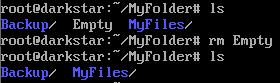 root@darkstar:~/MyFolder# ls
Backup/  Empty  MyFiles/
root@darkstar:~/MyFolder# rm Empty
root@darkstar:~/MyFolder# ls
Backup/  MyFiles/